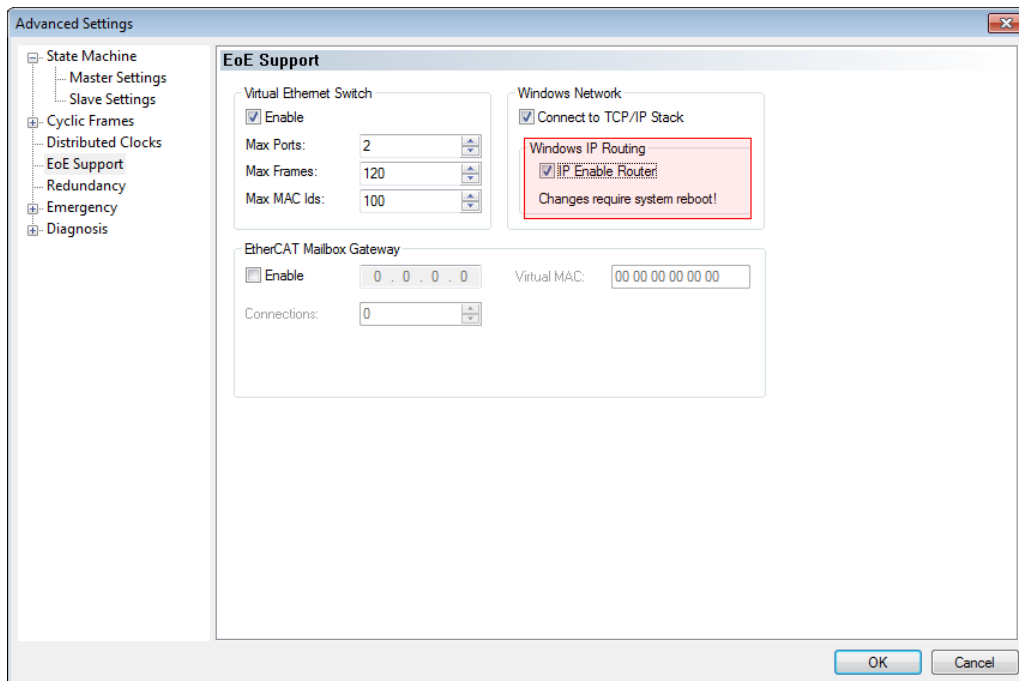 Advanced Settings
State Machine
Master Settings
Slave Settings
Cyclic Frames
Distributed Clocks
EoE Support
Redundancy
Emergency
Diagnosis
EoE Support
Virtual Ethernet Switch
Enable
Max Ports: 2
Max Frames: 120
Max MAC Ids: 100
Windows Network
Connect to TCP/IP Stack
Windows IP Routing
IP Enable Router
Changes require system reboot!
EtherCAT Mailbox Gateway
Enable 0 . 0 . 0 . 0 Virtual MAC: 00 00 00 00 00 00
Connections: 0
OK Cancel